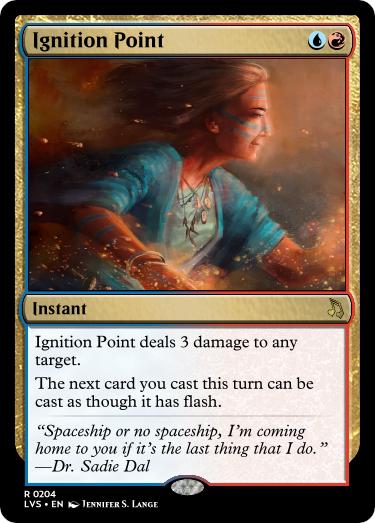 Ignition Point
Instant
Ignition Point deals 3 damage to any
target.
The next card you cast this turn can be
cast as though it has flash.
“Spaceship or no spaceship, I’m coming
home to you if it’s the last thing that I do.”
—Dr. Sadie Dal
R 0204
LVS • EN Jennifer S. Lange